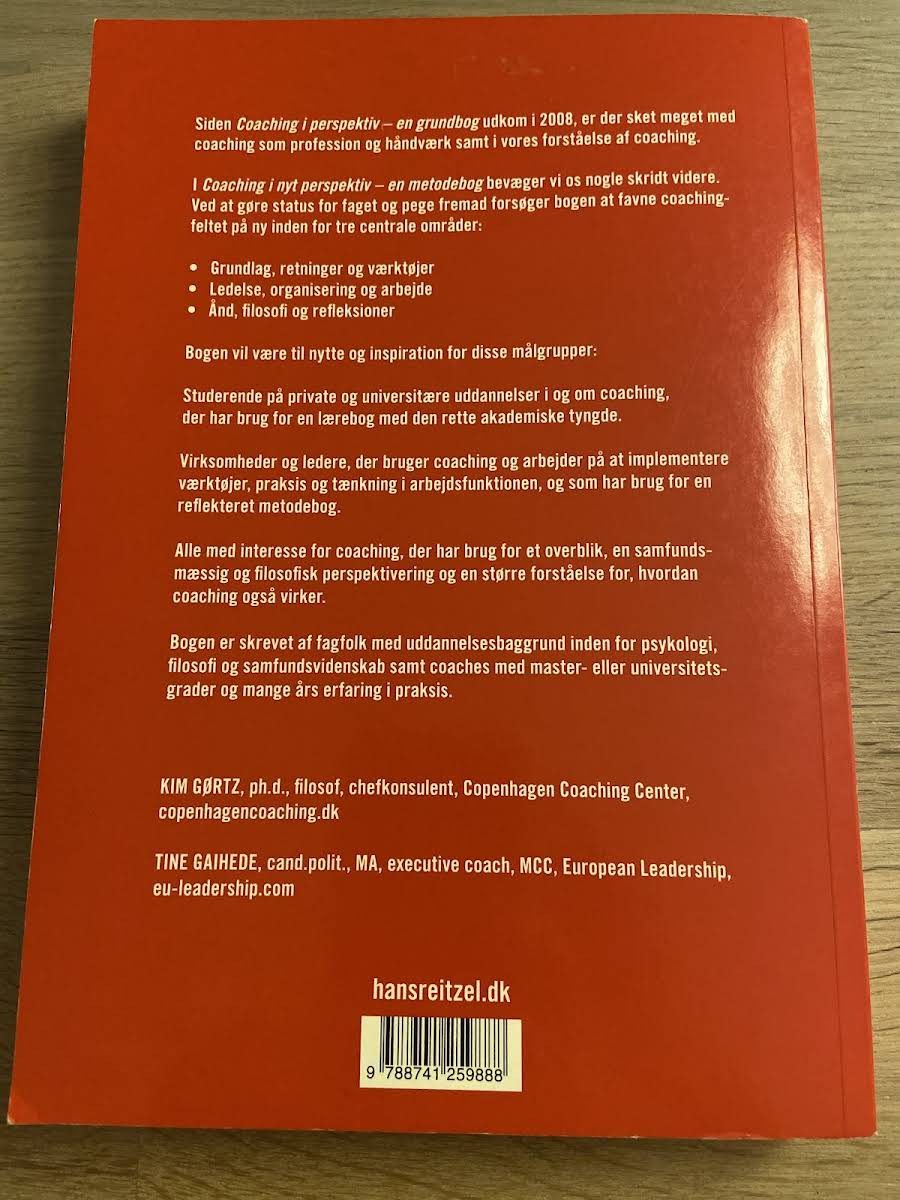 Siden Coaching i perspektiv – en grundbog udkom i 2008, er der sket meget med
coaching som profession og håndværk samt i vores forståelse af coaching.
I Coaching i nyt perspektiv – en metodebog bevæger vi os nogle skridt videre.
Ved at gøre status for faget og pege fremad forsøger bogen at favne coaching-
feltet på ny inden for tre centrale områder:
• Grundlag, retninger og værktøjer
• Ledelse, organisering og arbejde
• Ånd, filosofi og refleksioner
Bogen vil være til nytte og inspiration for disse målgrupper:
Studerende på private og universitære uddannelser i og om coaching,
der har brug for en lærebog med den rette akademiske tyngde.
Virksomheder og ledere, der bruger coaching og arbejder på at implementere
værktøjer, praksis og tænkning i arbejdsfunktionen, og som har brug for en
reflekteret metodebog.
Alle med interesse for coaching, der har brug for et overblik, en samfunds-
mæssig og filosofisk perspektivering og en større forståelse for, hvordan
coaching også virker.
Bogen er skrevet af fagfolk med uddannelsesbaggrund inden for psykologi,
filosofi og samfundsvidenskab samt coaches med master- eller universitets-
grader og mange års erfaring i praksis.
KIM GØRTZ, ph.d., filosof, chefkonsulent, Copenhagen Coaching Center,
copenhagencoaching.dk
TINE GAIHEDE, cand.polit., MA, executive coach, MCC, European Leadership,
eu-leadership.com
hansreitzel.dk
9 788741 259888